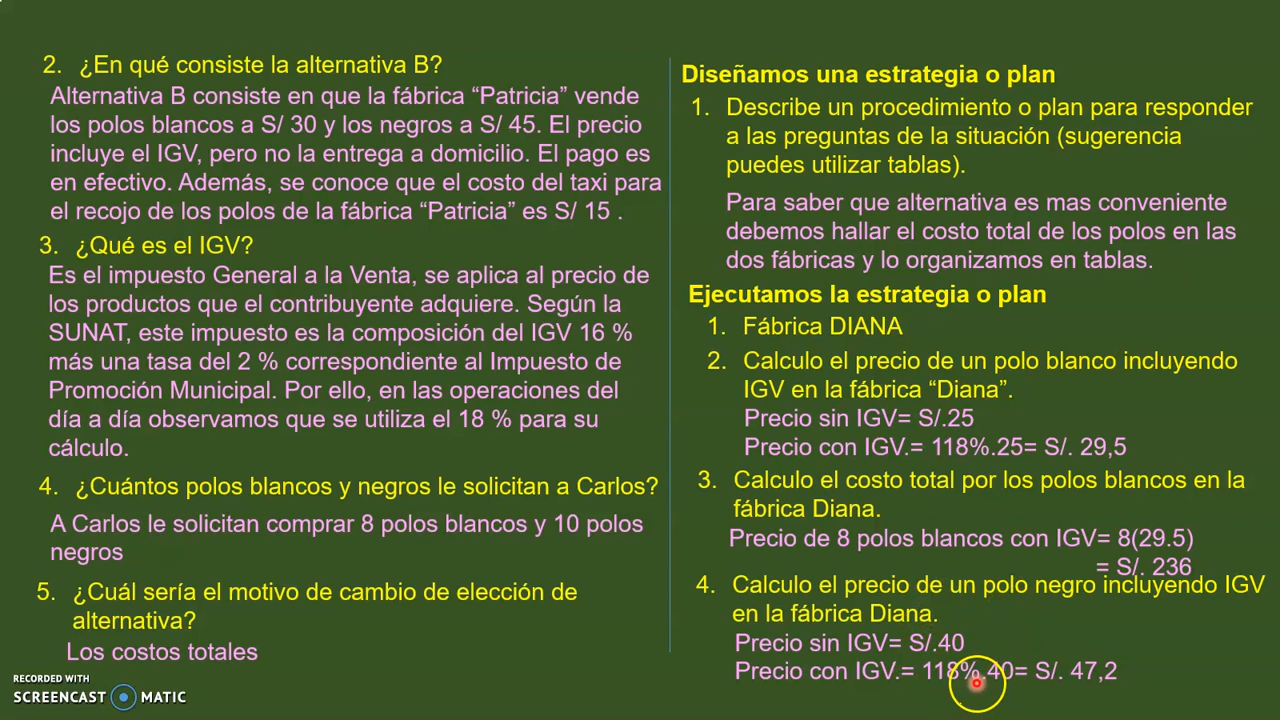 2. ¿En qué consiste la alternativa B?
Alternativa B consiste en que la fábrica “Patricia” vende
los polos blancos a S/ 30 y los negros a S/ 45. El precio
incluye el IGV, pero no la entrega a domicilio. El pago es
en efectivo. Además, se conoce que el costo del taxi para
el recojo de los polos de la fábrica “Patricia” es S/ 15 .
3. ¿Qué es el IGV?
Es el impuesto General a la Venta, se aplica al precio de
los productos que el contribuyente adquiere. Según la
SUNAT, este impuesto es la composición del IGV 16 %
más una tasa del 2 % correspondiente al Impuesto de
Promoción Municipal. Por ello, en las operaciones del
día a día observamos que se utiliza el 18 % para su
cálculo.
4. ¿Cuántos polos blancos y negros le solicitan a Carlos?
A Carlos le solicitan comprar 8 polos blancos y 10 polos
negros
5. ¿Cuál sería el motivo de cambio de elección de
alternativa?
Los costos totales
RECORDED WITH
SCREENCAST MATIC
Diseñamos una estrategia o plan
1. Describe un procedimiento o plan para responder
a las preguntas de la situación (sugerencia
puedes utilizar tablas).
Para saber que alternativa es mas conveniente
debemos hallar el costo total de los polos en las
dos fábricas y lo organizamos en tablas.
Ejecutamos la estrategia o plan
1. Fábrica DIANA
2. Calculo el precio de un polo blanco incluyendo
IGV en la fábrica “Diana”.
Precio sin IGV= S/.25
Precio con IGV.= 118%.25= S/. 29,5
3. Calculo el costo total por los polos blancos en la
fábrica Diana.
Precio de 8 polos blancos con IGV= 8(29.5)
= S/. 236
4. Calculo el precio de un polo negro incluyendo IGV
en la fábrica Diana.
Precio sin IGV= S/.40
Precio con IGV.= 118%.40= S/. 47,2